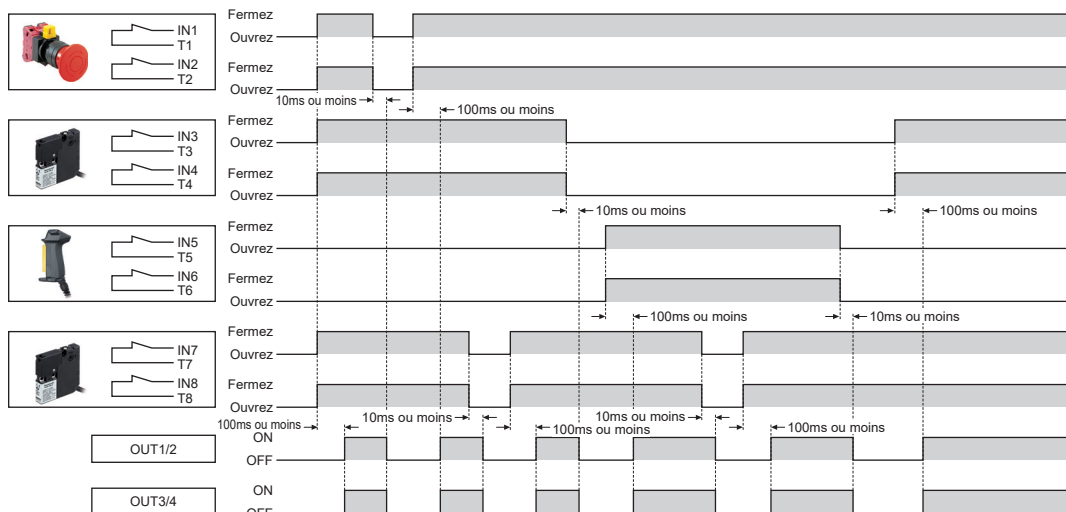 Fermez
IN1
Ouvrez
T1
Fermez
IN2
T2
Ouvrez
10ms ou moins
100ms ou moins
Fermez
IN3
Ouvrez
T3
Fermez
IN4
T4
Ouvrez
10ms ou moins
100ms ou moins
Fermez
IN5
Ouvrez
T5
Fermez
IN6
T6
Ouvrez
100ms ou moins
10ms ou moins
Fermez
IN7
Ouvrez
T7
Fermez
IN8
T8
Ouvrez
10ms ou moins
10ms ou moins
100ms ou moins
100ms ou moins
100ms ou moins
ON
OUT1/2
OFF
ON
OUT3/4
OFF